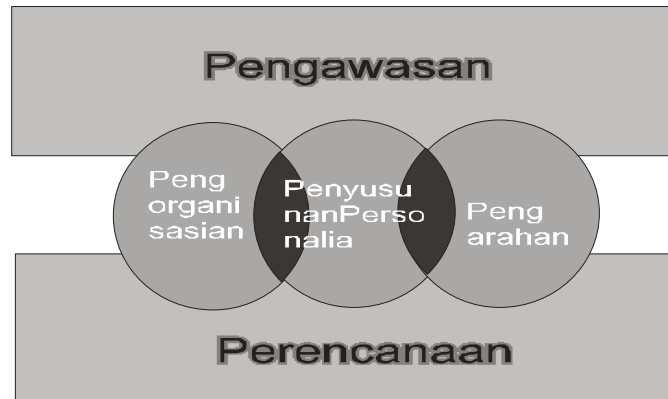 Pengawasan
Peng
organi
sasian
Penyusu
nanPerso
nalia
Peng
arahan
Perencanaan